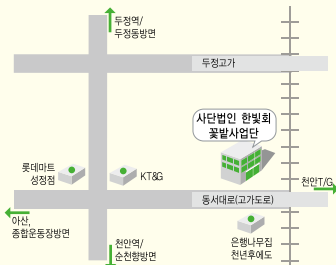 두정역/
두정동방면
두정고가
사단법인 한빛회
꽃밭사업단
롯데마트
성정점
KT&G
천안T/G
동서대로(고가도로)
아산,
종합운동장방면
천안역/
순천향방면
은행나무집
천년후에도